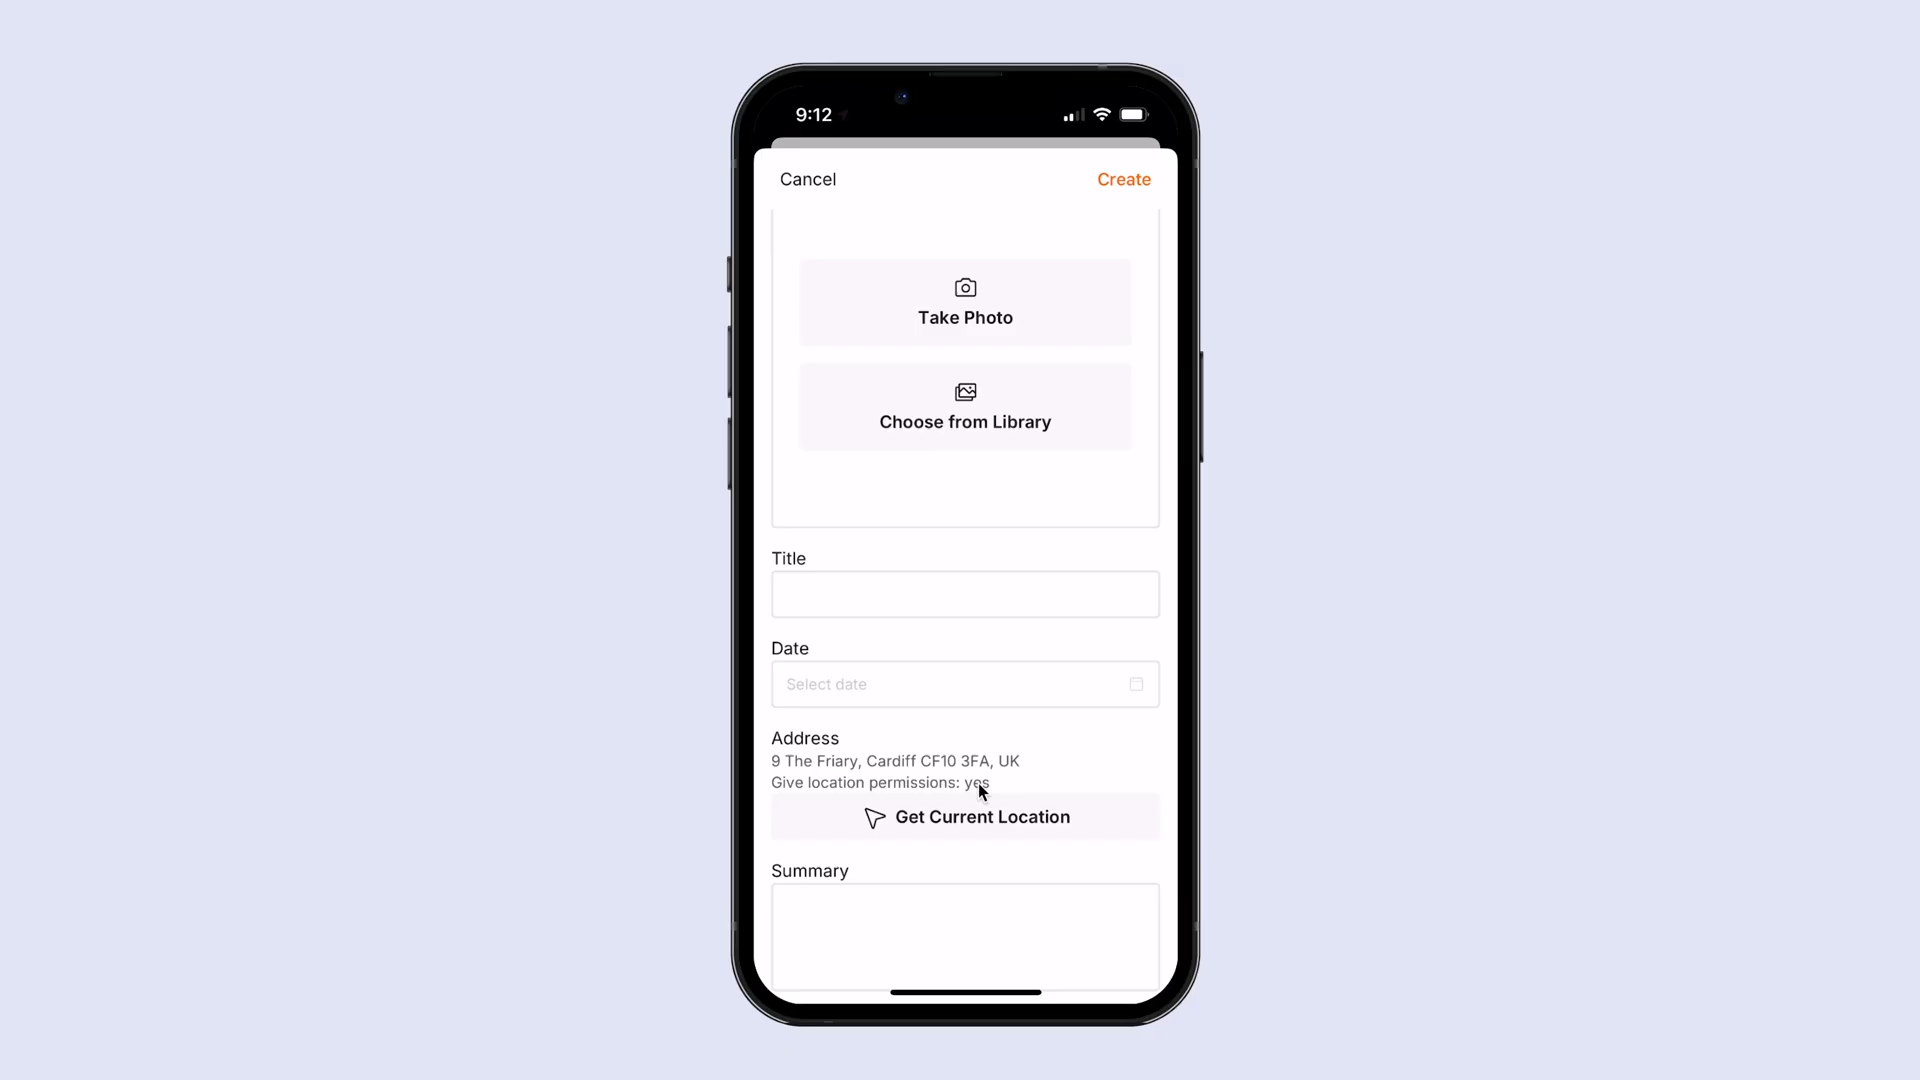 9:12
Cancel
Create
Take Photo
Choose from Library
Title
Date
Select date
Address
9 The Friary, Cardiff CF10 3FA, UK
Give location permissions: yes
Get Current Location
Summary